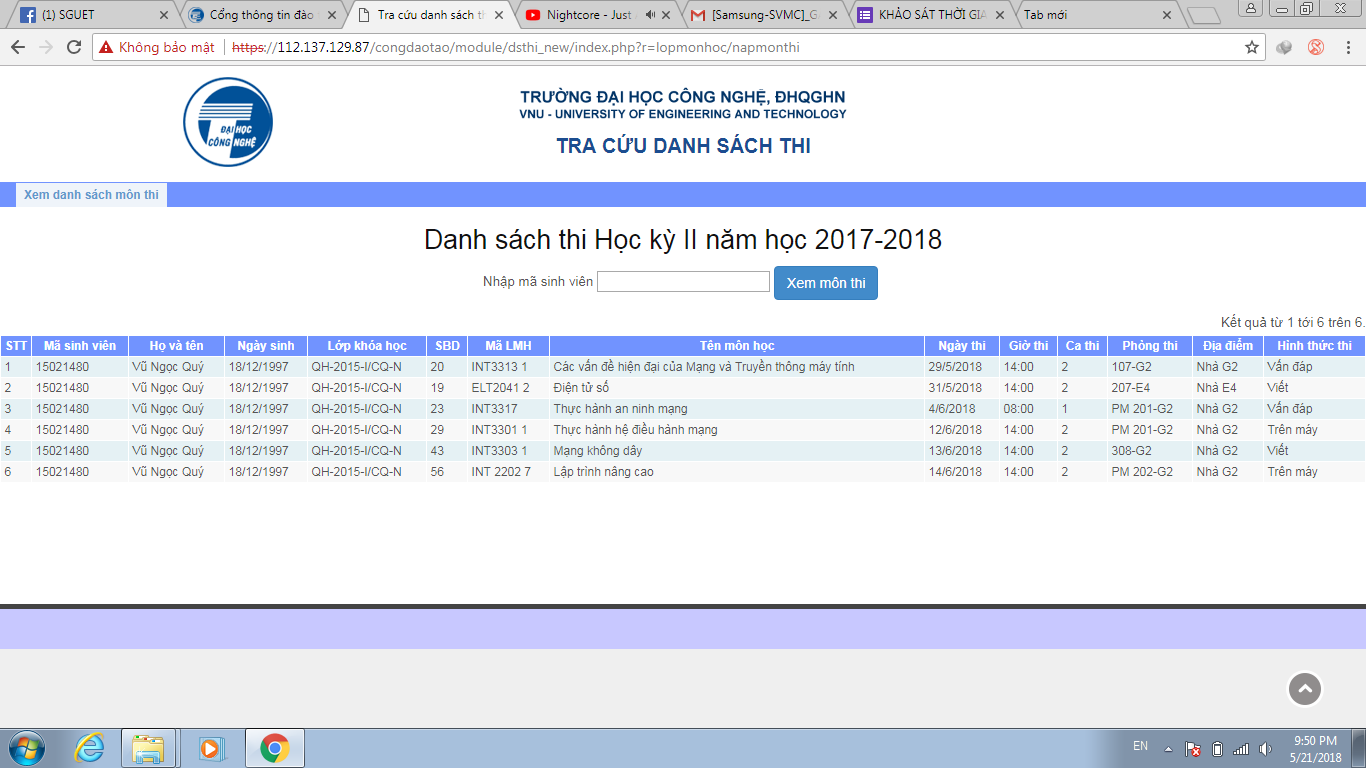 (1) SGUET
Cổng thông tin đào
Tra cứu danh sách th
Nightcore - Just
[Samsung-SVMC]_G
KHẢO SÁT THỜI GIA
Tab mới
Không bảo mật | https://112.137.129.87/congdaotao/module/dsthi_new/index.php?r=lopmonhoc/napmonthi
ĐẠI HỌC
CÔNG NGHỆ
TRƯỜNG ĐẠI HỌC CÔNG NGHỆ, ĐHQGHN
VNU - UNIVERSITY OF ENGINEERING AND TECHNOLOGY
TRA CỨU DANH SÁCH THI
Xem danh sách môn thi
Danh sách thi Học kỳ II năm học 2017-2018
Nhập mã sinh viên Xem môn thi
Kết quả từ 1 tới 6 trên 6.
STT Mã sinh viên Họ và tên Ngày sinh Lớp khóa học SBD Mã LMH Tên môn học Ngày thi Giờ thi Ca thi Phòng thi Địa điểm Hình thức thi
1 15021480 Vũ Ngọc Quý 18/12/1997 QH-2015-I/CQ-N 20 INT3313 1 Các vấn đề hiện đại của Mạng và Truyền thông máy tính 29/5/2018 14:00 2 107-G2 Nhà G2 Vấn đáp
2 15021480 Vũ Ngọc Quý 18/12/1997 QH-2015-I/CQ-N 19 ELT2041 2 Điện tử số 31/5/2018 14:00 2 207-E4 Nhà E4 Viết
3 15021480 Vũ Ngọc Quý 18/12/1997 QH-2015-I/CQ-N 23 INT3317 Thực hành an ninh mạng 4/6/2018 08:00 1 PM 201-G2 Nhà G2 Vấn đáp
4 15021480 Vũ Ngọc Quý 18/12/1997 QH-2015-I/CQ-N 29 INT3301 1 Thực hành hệ điều hành mạng 12/6/2018 14:00 2 PM 201-G2 Nhà G2 Trên máy
5 15021480 Vũ Ngọc Quý 18/12/1997 QH-2015-I/CQ-N 43 INT3303 1 Mạng không dây 13/6/2018 14:00 2 308-G2 Nhà G2 Viết
6 15021480 Vũ Ngọc Quý 18/12/1997 QH-2015-I/CQ-N 56 INT 2202 7 Lập trình nâng cao 14/6/2018 14:00 2 PM 202-G2 Nhà G2 Trên máy
EN
9:50 PM
5/21/2018